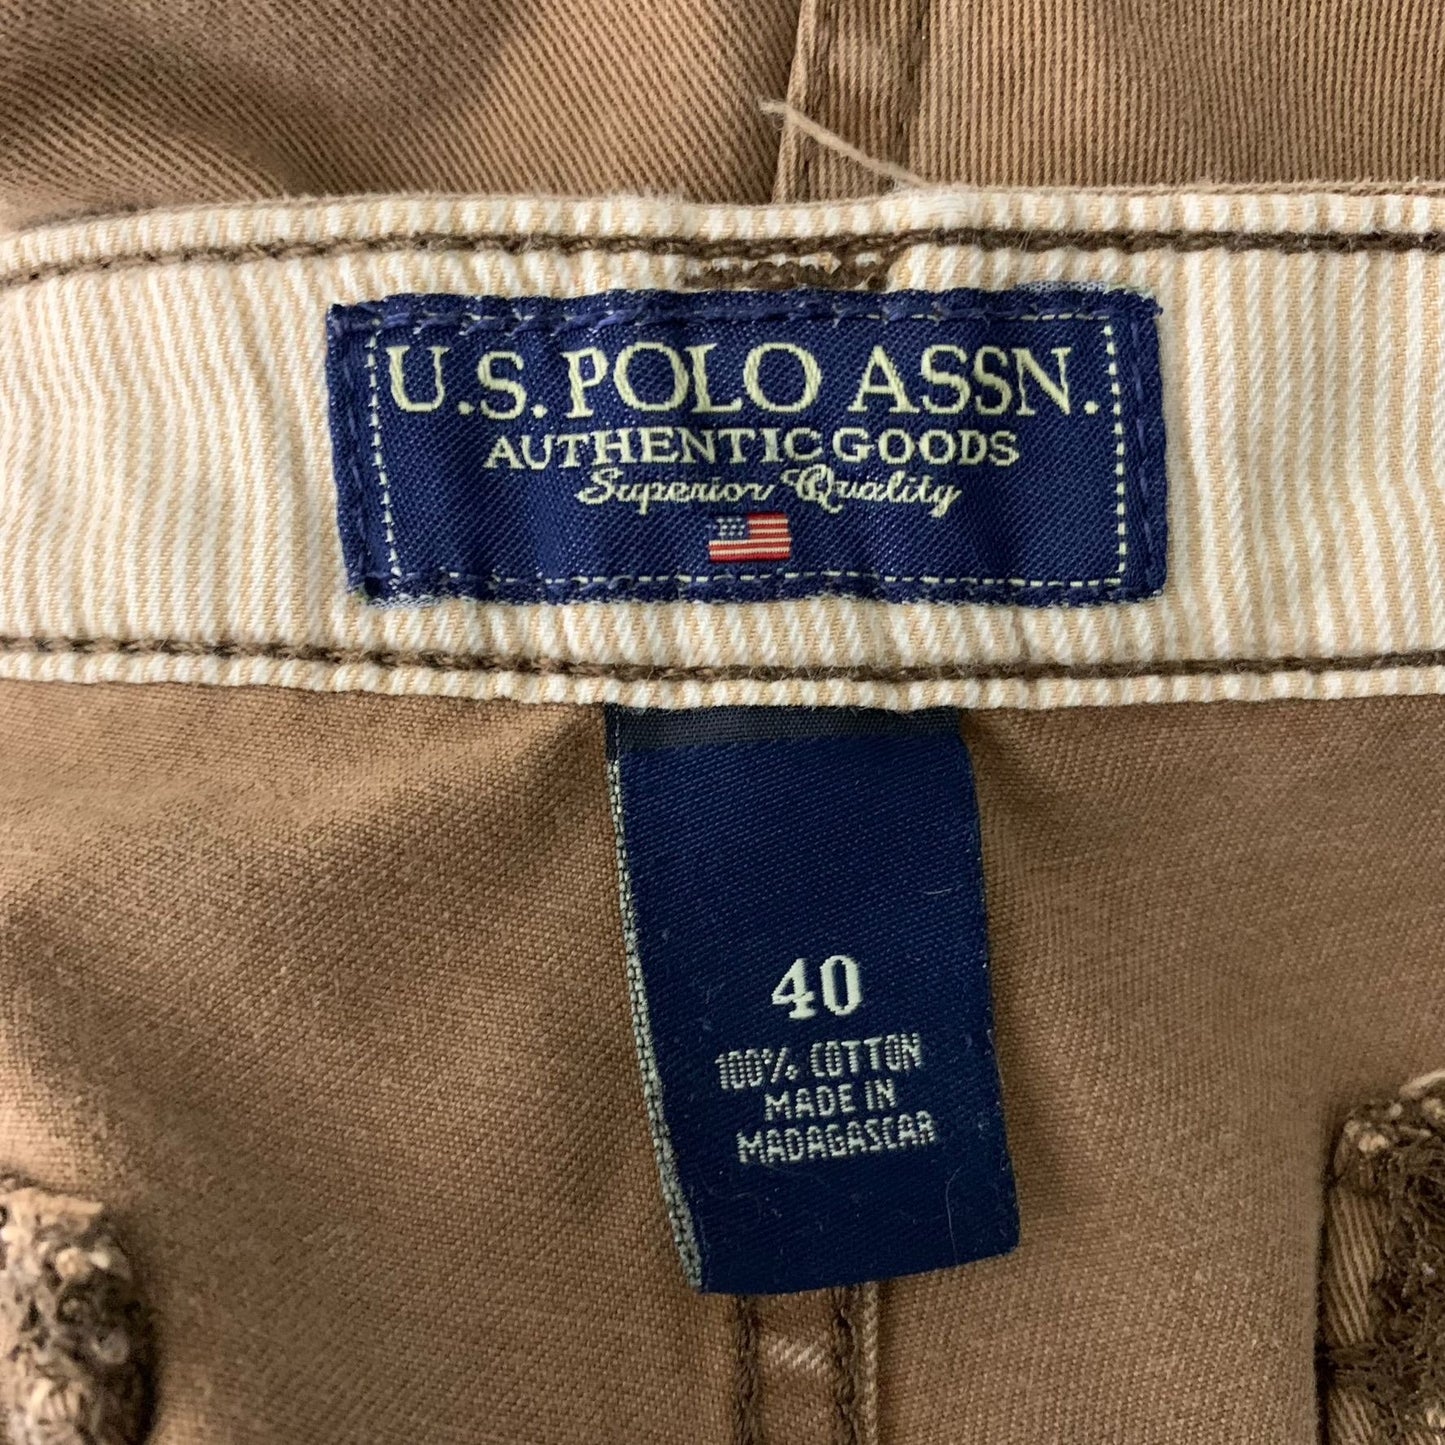 U.S. POLO ASSN.
AUTHENTIC GOODS
Superior Quality
40
100% COTTON
MADE IN
MADAGASCAR